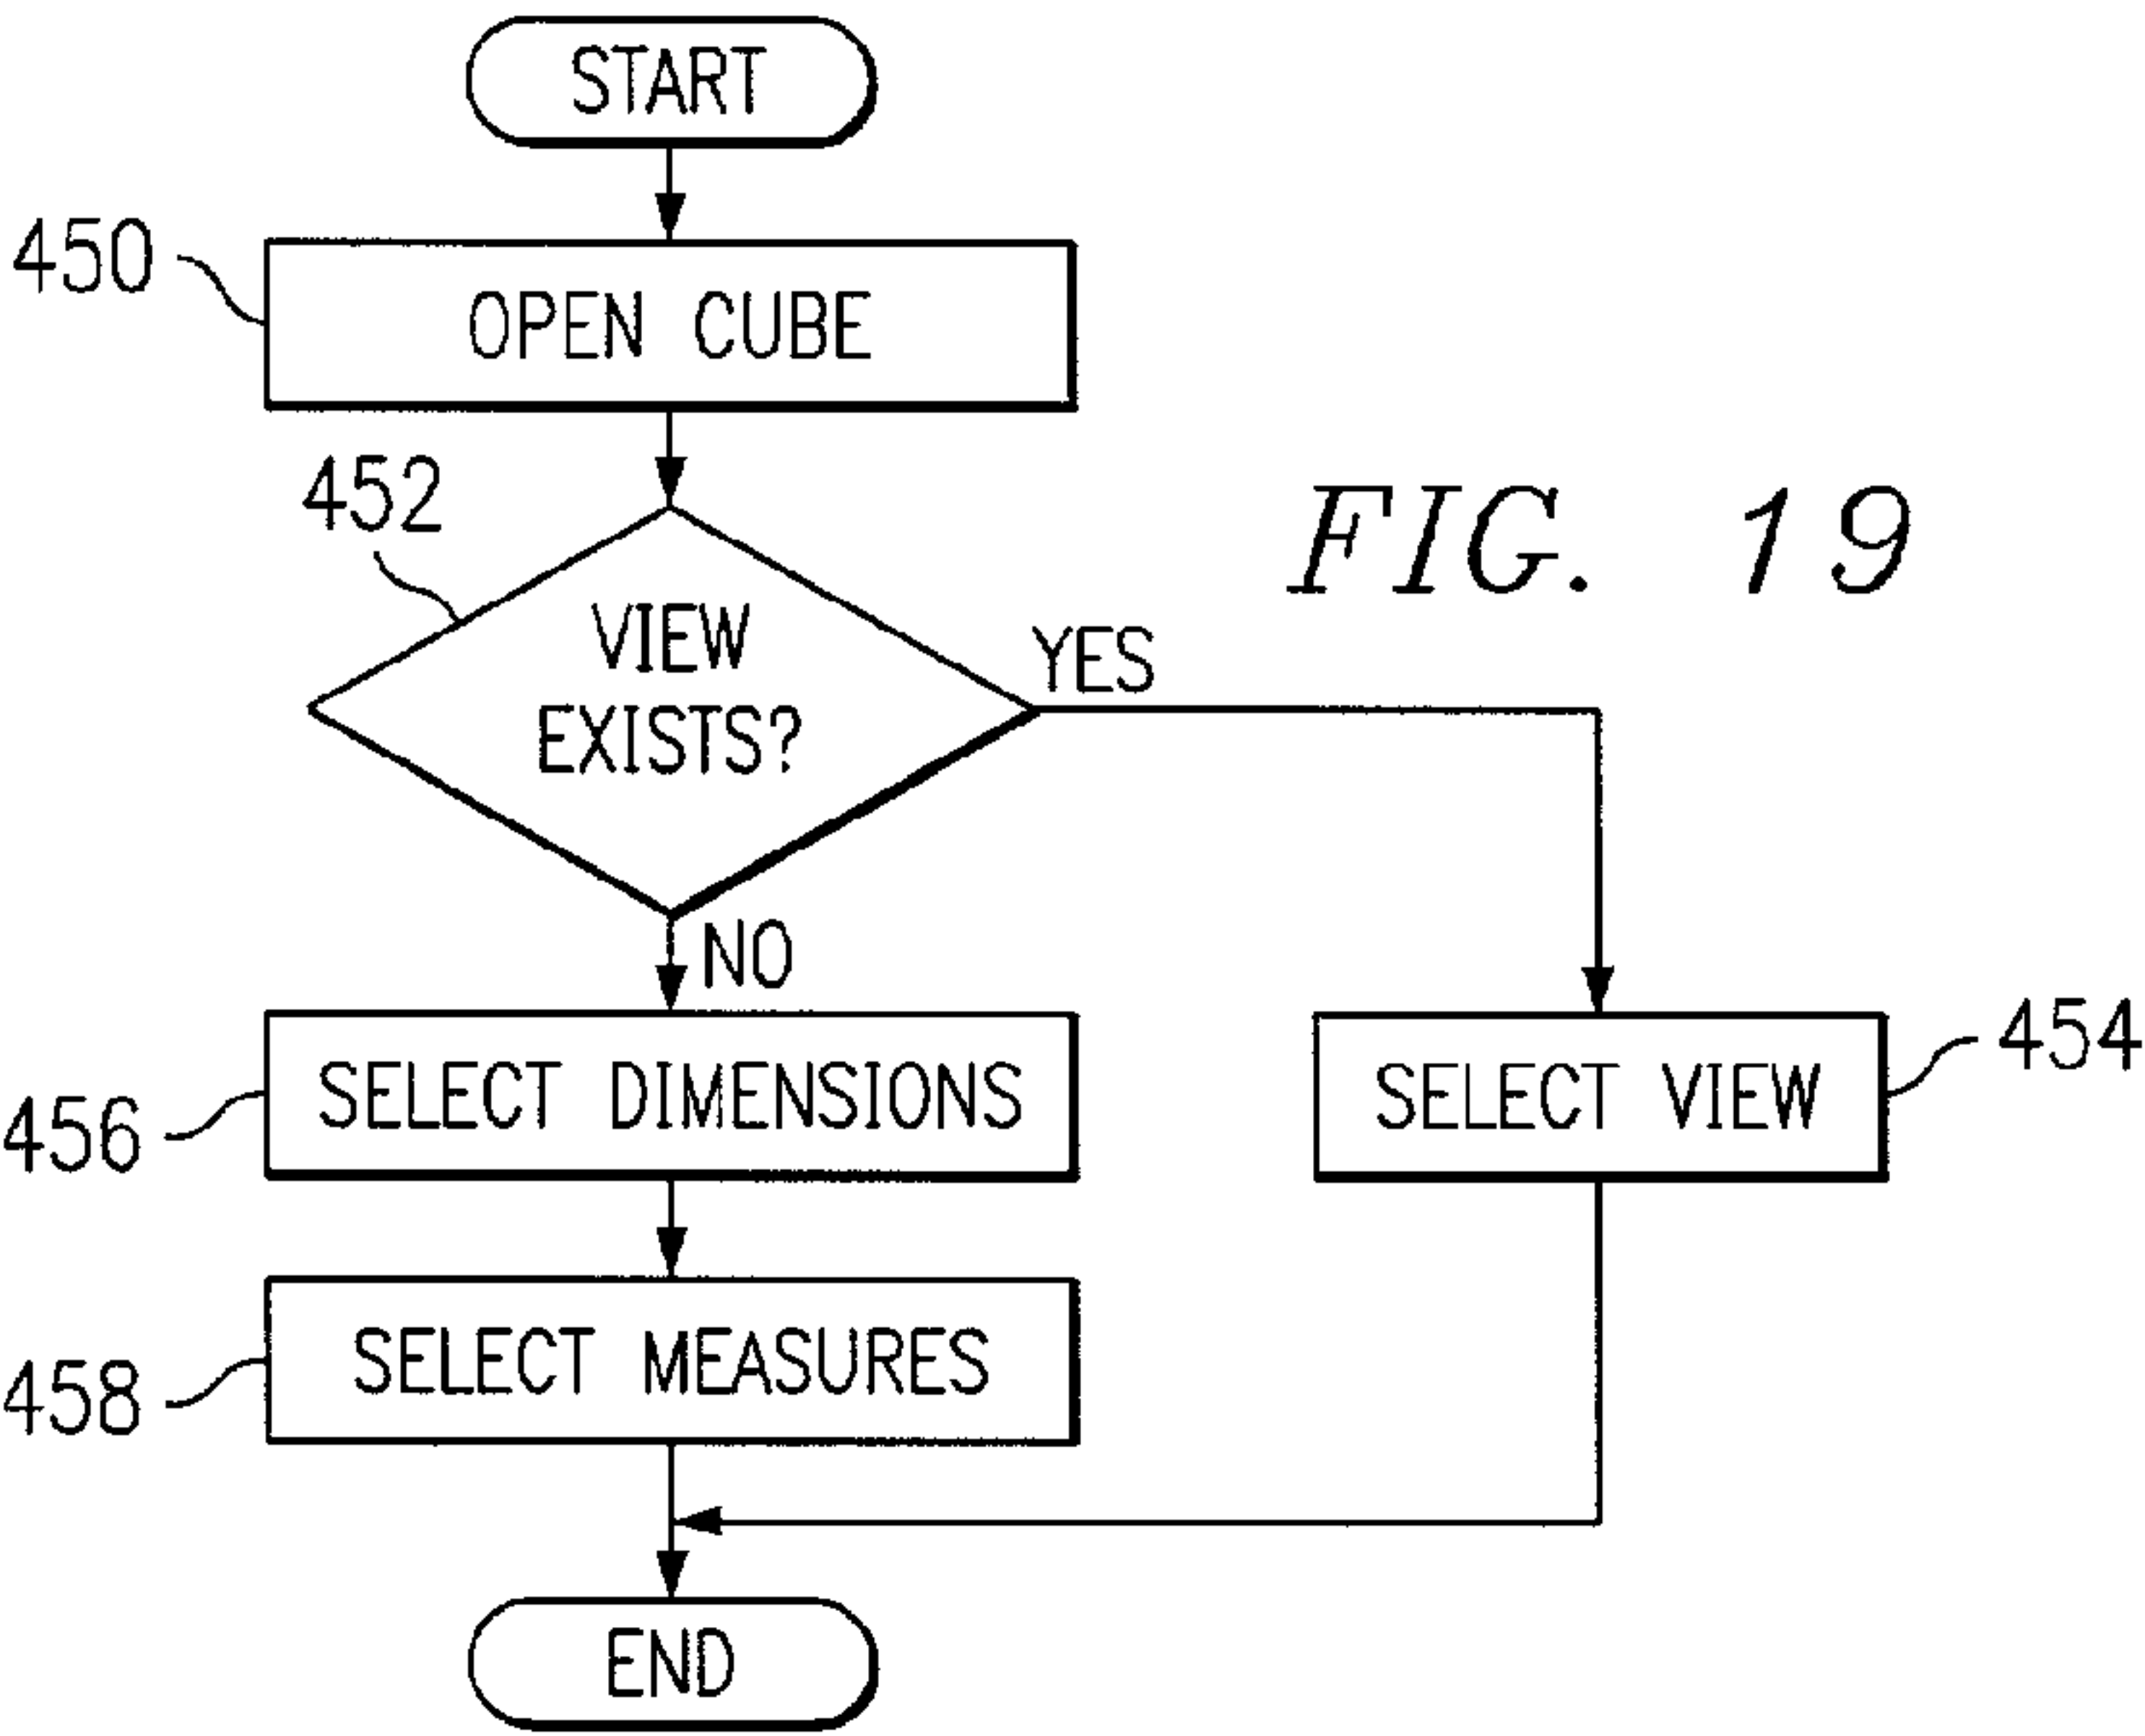 START
450
OPEN CUBE
452
FIG. 19
VIEW
EXISTS?
YES
NO
456
SELECT DIMENSIONS
SELECT VIEW
454
458
SELECT MEASURES
END